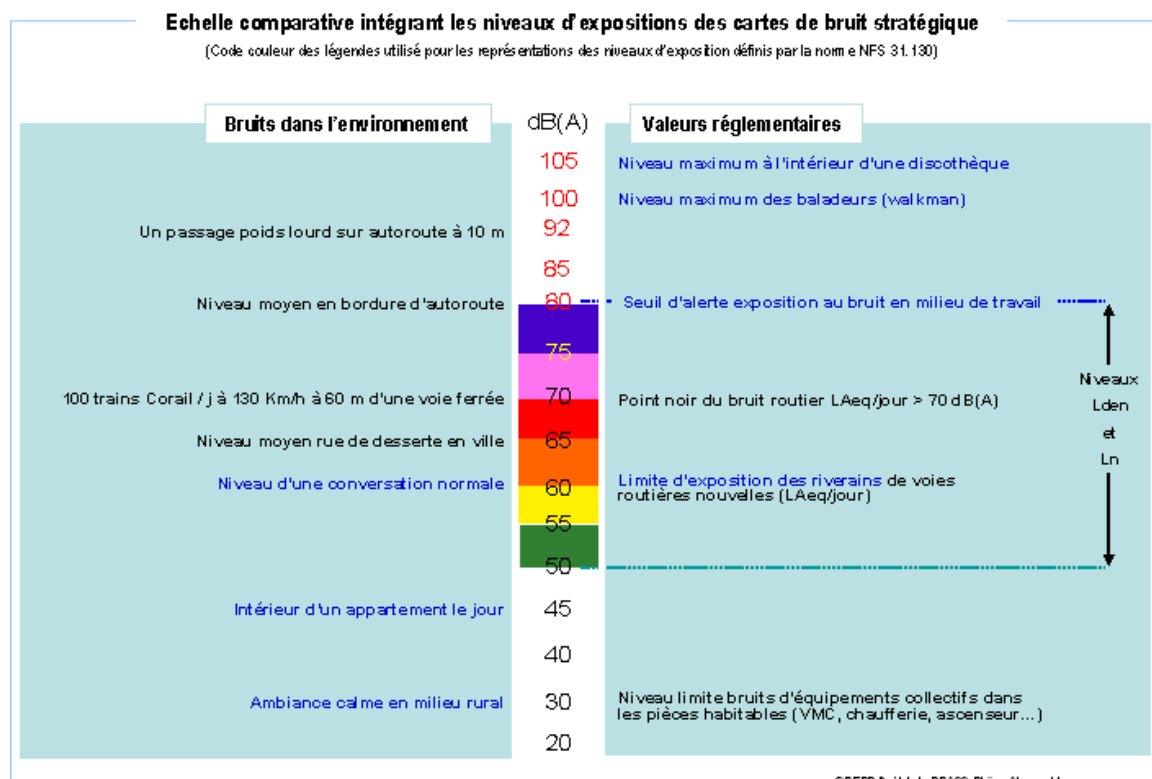 Echelle comparative intégrant les niveaux d'expositions des cartes de bruit stratégique
(Code couleur des légendes utilisé pour les représentations des niveaux d'exposition définis par la norme NFS 31.130)
Bruits dans l'environnement
dB(A)
Valeurs réglementaires
105
Niveau maximum à l'intérieur d'une discothèque
100
Niveau maximum des baladeurs (walkman)
Un passage poids lourd sur autoroute à 10 m
92
85
Niveau moyen en bordure d'autoroute
80
Seuil d'alerte exposition au bruit en milieu de travail
75
Niveaux
Lden
et
Ln
100 trains Corail / j à 130 Km/h à 60 m d'une voie ferrée
70
Point noir du bruit routier LAeq/jour > 70 dB(A)
Niveau moyen rue de desserte en ville
65
Niveau d'une conversation normale
60
Limite d'exposition des riverains de voies
routières nouvelles (LAeq/jour)
55
50
Intérieur d'un appartement le jour
45
40
Ambiance calme en milieu rural
30
Niveau limite bruits d'équipements collectifs dans
les pièces habitables (VMC, chaufferie, ascenseur...)
20